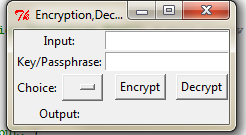 Encryption,Dec...
Input:
Key/Passphrase:
Choice: Encrypt Decrypt
Output: